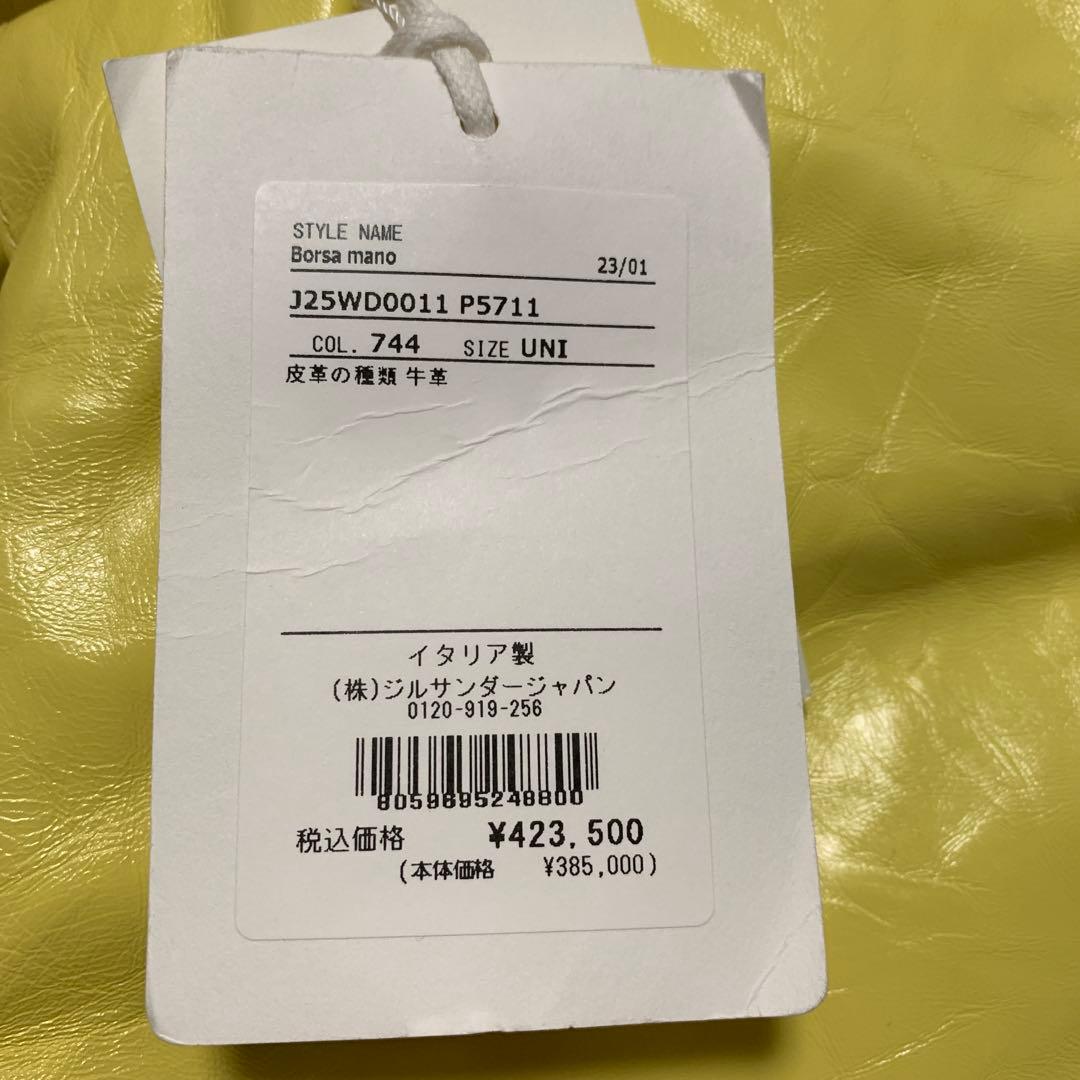 STYLE NAME
Borsa mano 23/01
J25WD0011 P5711
COL. 744 SIZE UNI
皮革の種類 牛革
イタリア製
(株)ジルサンダージャパン
0120-919-256
8059895248800
税込価格 ¥423,500
(本体価格 ¥385,000)